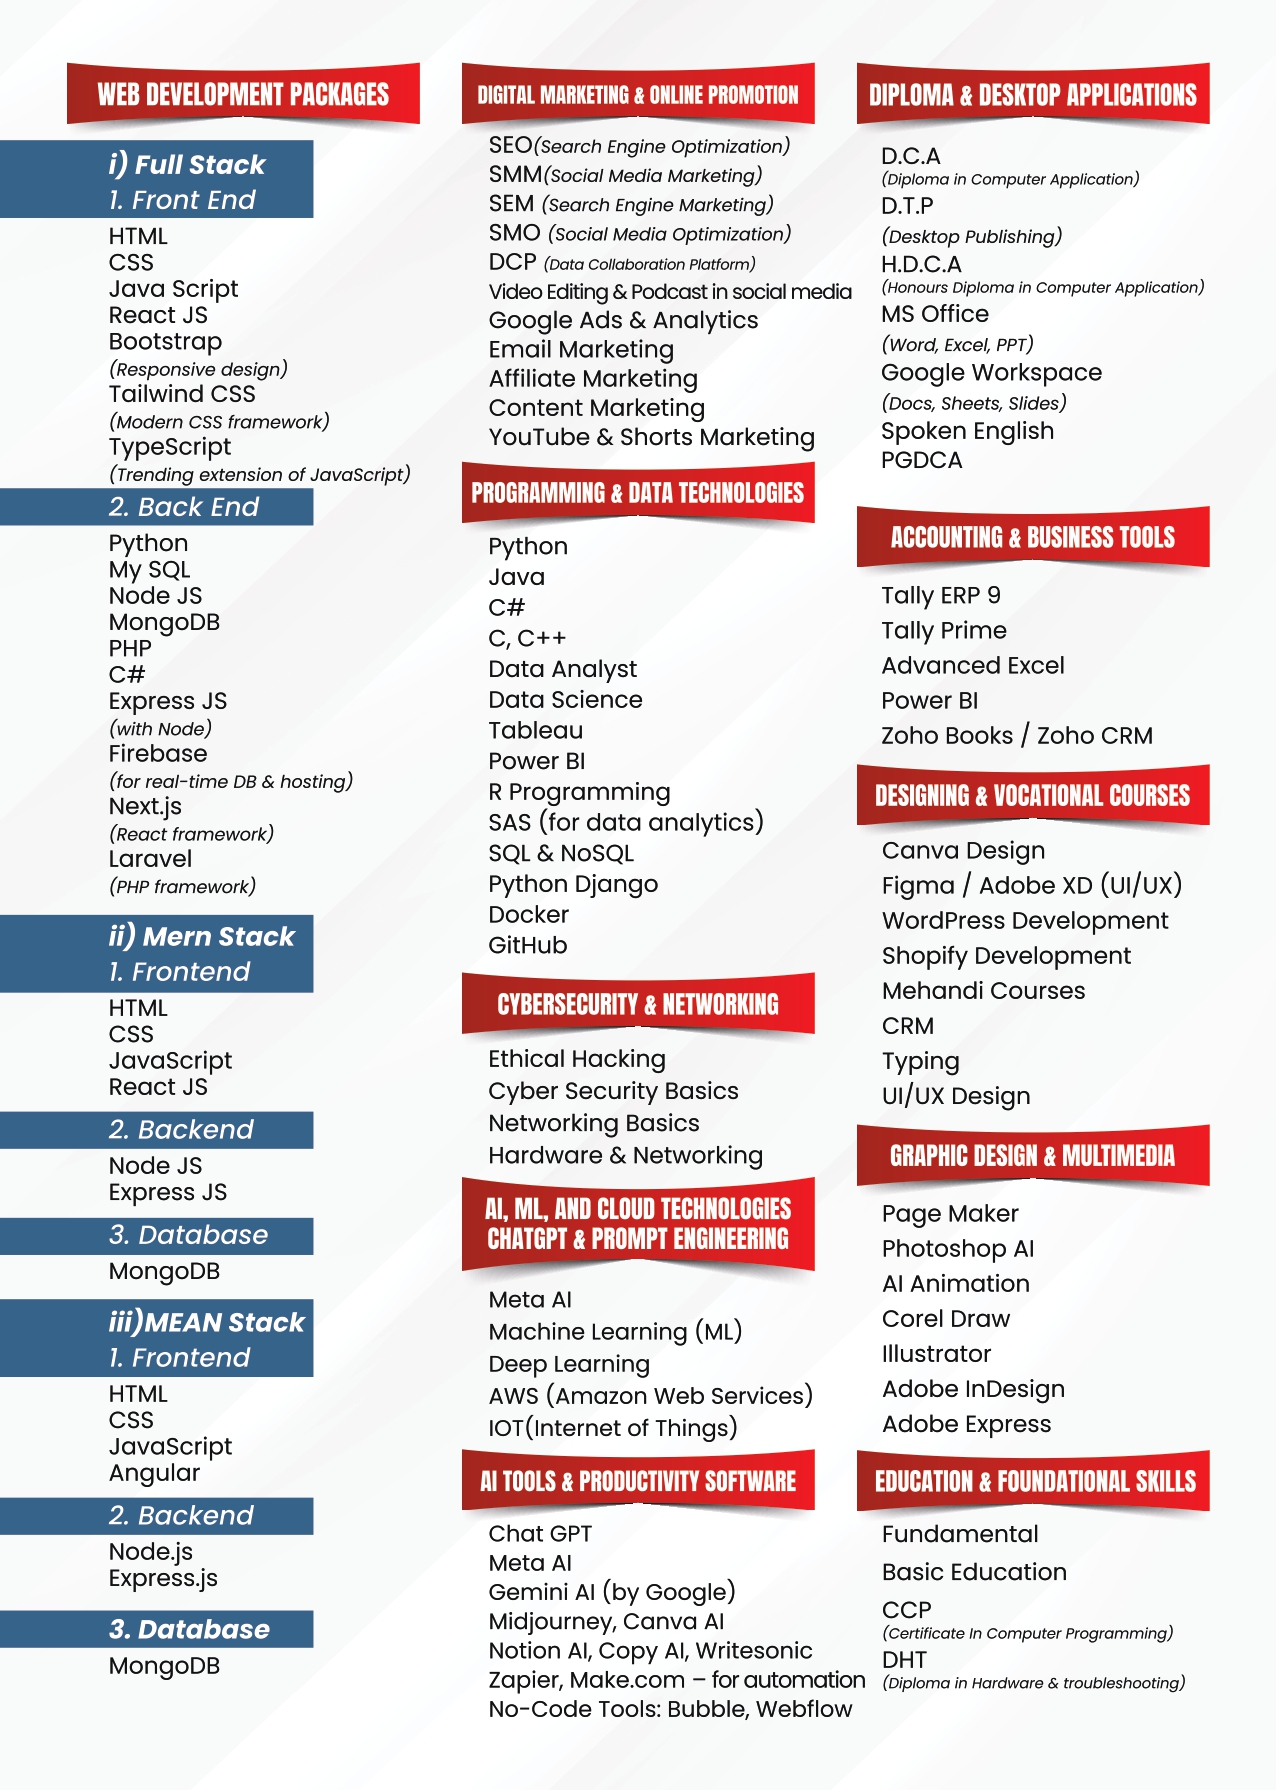 WEB DEVELOPMENT PACKAGES
i) Full Stack
1. Front End
HTML
CSS
Java Script
React JS
Bootstrap
(Responsive design)
Tailwind CSS
(Modern CSS framework)
TypeScript
(Trending extension of JavaScript)
2. Back End
Python
My SQL
Node JS
MongoDB
PHP
C#
Express JS
(with Node)
Firebase
(for real-time DB & hosting)
Next.js
(React framework)
Laravel
(PHP framework)
ii) Mern Stack
1. Frontend
HTML
CSS
JavaScript
React JS
2. Backend
Node JS
Express JS
3. Database
MongoDB
iii)MEAN Stack
1. Frontend
HTML
CSS
JavaScript
Angular
2. Backend
Node.js
Express.js
3. Database
MongoDB
DIGITAL MARKETING & ONLINE PROMOTION
SEO(Search Engine Optimization)
SMM(Social Media Marketing)
SEM (Search Engine Marketing)
SMO (Social Media Optimization)
DCP (Data Collaboration Platform)
Video Editing & Podcast in social media
Google Ads & Analytics
Email Marketing
Affiliate Marketing
Content Marketing
YouTube & Shorts Marketing
PROGRAMMING & DATA TECHNOLOGIES
Python
Java
C#
C, C++
Data Analyst
Data Science
Tableau
Power BI
R Programming
SAS (for data analytics)
SQL & NoSQL
Python Django
Docker
GitHub
CYBERSECURITY & NETWORKING
Ethical Hacking
Cyber Security Basics
Networking Basics
Hardware & Networking
AI, ML, AND CLOUD TECHNOLOGIES
CHATGPT & PROMPT ENGINEERING
Meta AI
Machine Learning (ML)
Deep Learning
AWS (Amazon Web Services)
IOT(Internet of Things)
AI TOOLS & PRODUCTIVITY SOFTWARE
Chat GPT
Meta AI
Gemini AI (by Google)
Midjourney, Canva AI
Notion AI, Copy AI, Writesonic
Zapier, Make.com – for automation
No-Code Tools: Bubble, Webflow
DIPLOMA & DESKTOP APPLICATIONS
D.C.A
(Diploma in Computer Application)
D.T.P
(Desktop Publishing)
H.D.C.A
(Honours Diploma in Computer Application)
MS Office
(Word, Excel, PPT)
Google Workspace
(Docs, Sheets, Slides)
Spoken English
PGDCA
ACCOUNTING & BUSINESS TOOLS
Tally ERP 9
Tally Prime
Advanced Excel
Power BI
Zoho Books / Zoho CRM
DESIGNING & VOCATIONAL COURSES
Canva Design
Figma / Adobe XD (UI/UX)
WordPress Development
Shopify Development
Mehandi Courses
CRM
Typing
UI/UX Design
GRAPHIC DESIGN & MULTIMEDIA
Page Maker
Photoshop AI
AI Animation
Corel Draw
Illustrator
Adobe InDesign
Adobe Express
EDUCATION & FOUNDATIONAL SKILLS
Fundamental
Basic Education
CCP
(Certificate In Computer Programming)
DHT
(Diploma in Hardware & troubleshooting)